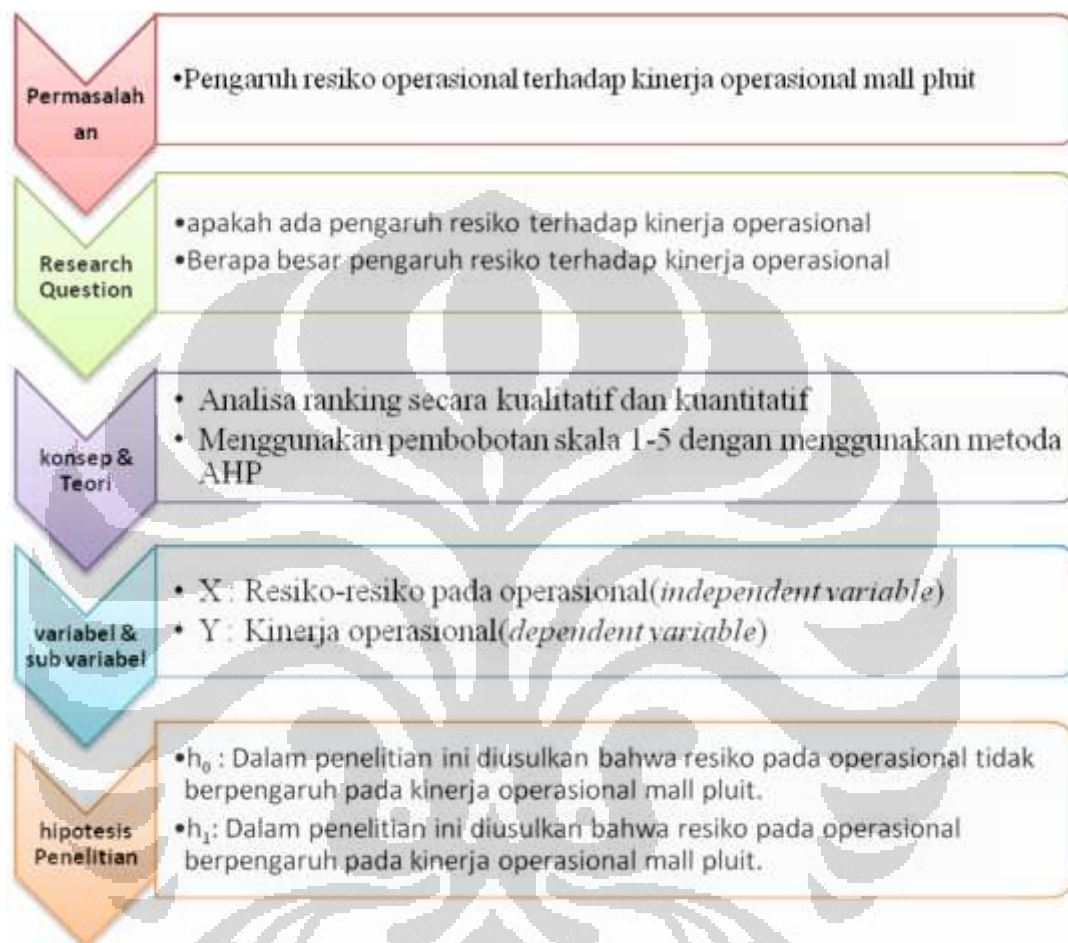 Permasalah
an
•Pengaruh resiko operasional terhadap kinerja operasional mall pluit
Research
Question
•apakah ada pengaruh resiko terhadap kinerja operasional
•Berapa besar pengaruh resiko terhadap kinerja operasional
konsep &
Teori
• Analisa ranking secara kualitatif dan kuantitatif
• Menggunakan pembobotan skala 1-5 dengan menggunakan metoda
AHP
variabel &
sub variabel
• X : Resiko-resiko pada operasional(independent variable)
• Y : Kinerja operasional(dependent variable)
hipotesis
Penelitian
•h₀ : Dalam penelitian ini diusulkan bahwa resiko pada operasional tidak
berpengaruh pada kinerja operasional mall pluit.
•h₁: Dalam penelitian ini diusulkan bahwa resiko pada operasional
berpengaruh pada kinerja operasional mall pluit.